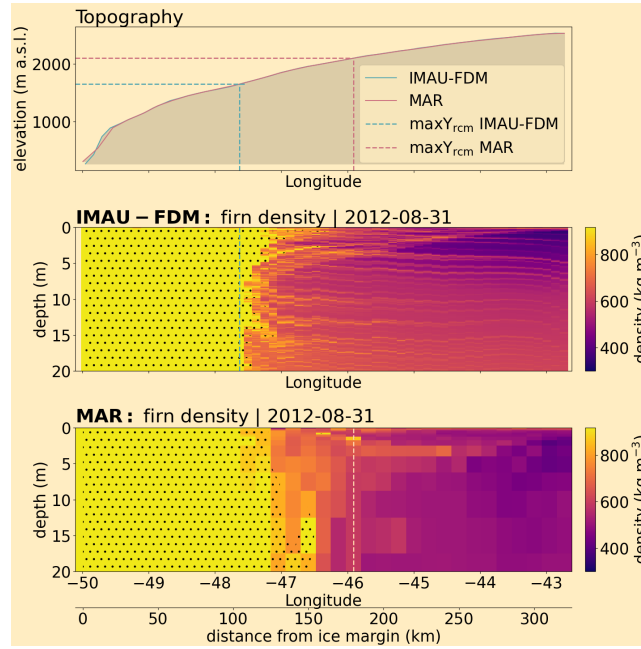 Topography
elevation (m a.s.l.)
2000
1000
IMAU-FDM
MAR
maxYrcm IMAU-FDM
maxYrcm MAR
Longitude
IMAU – FDM: firn density | 2012-08-31
depth (m)
0
5
10
15
20
Longitude
800
600
400
density (kg m−3)
MAR: firn density | 2012-08-31
depth (m)
0
5
10
15
20
−50 −49 −48 −47 −46 −45 −44 −43
Longitude
800
600
400
density (kg m−3)
0 50 100 150 200 250 300
distance from ice margin (km)